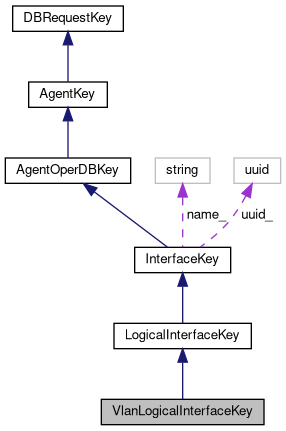 DBRequestKey
AgentKey
AgentOperDBKey
string
uuid
name_
uuid_
InterfaceKey
LogicalInterfaceKey
VlanLogicalInterfaceKey